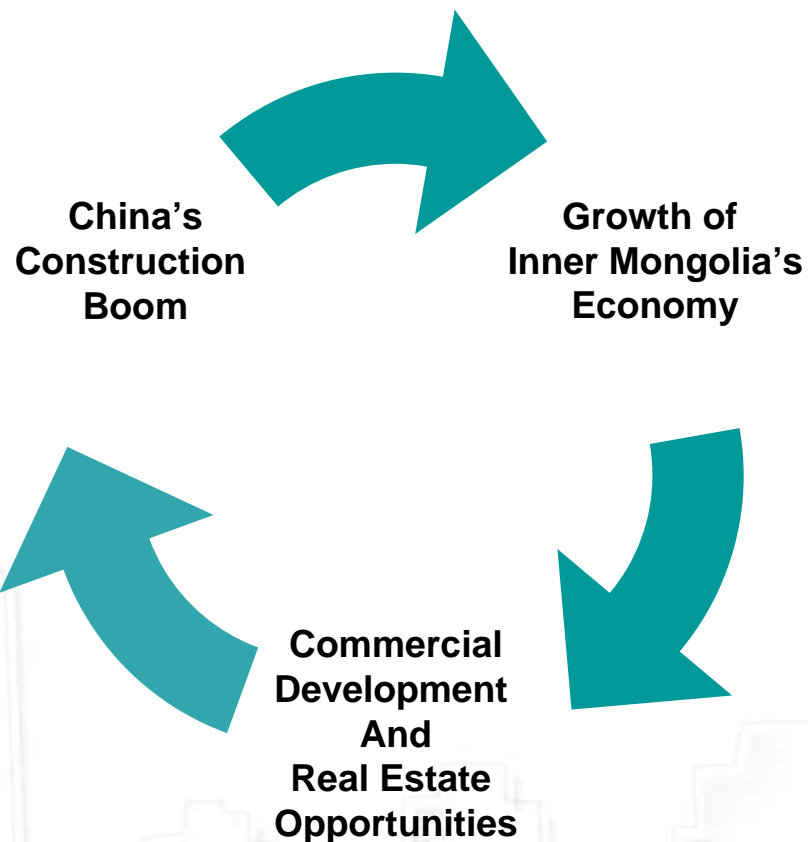 China’s
Construction
Boom
Growth of
Inner Mongolia’s
Economy
Commercial
Development
And
Real Estate
Opportunities